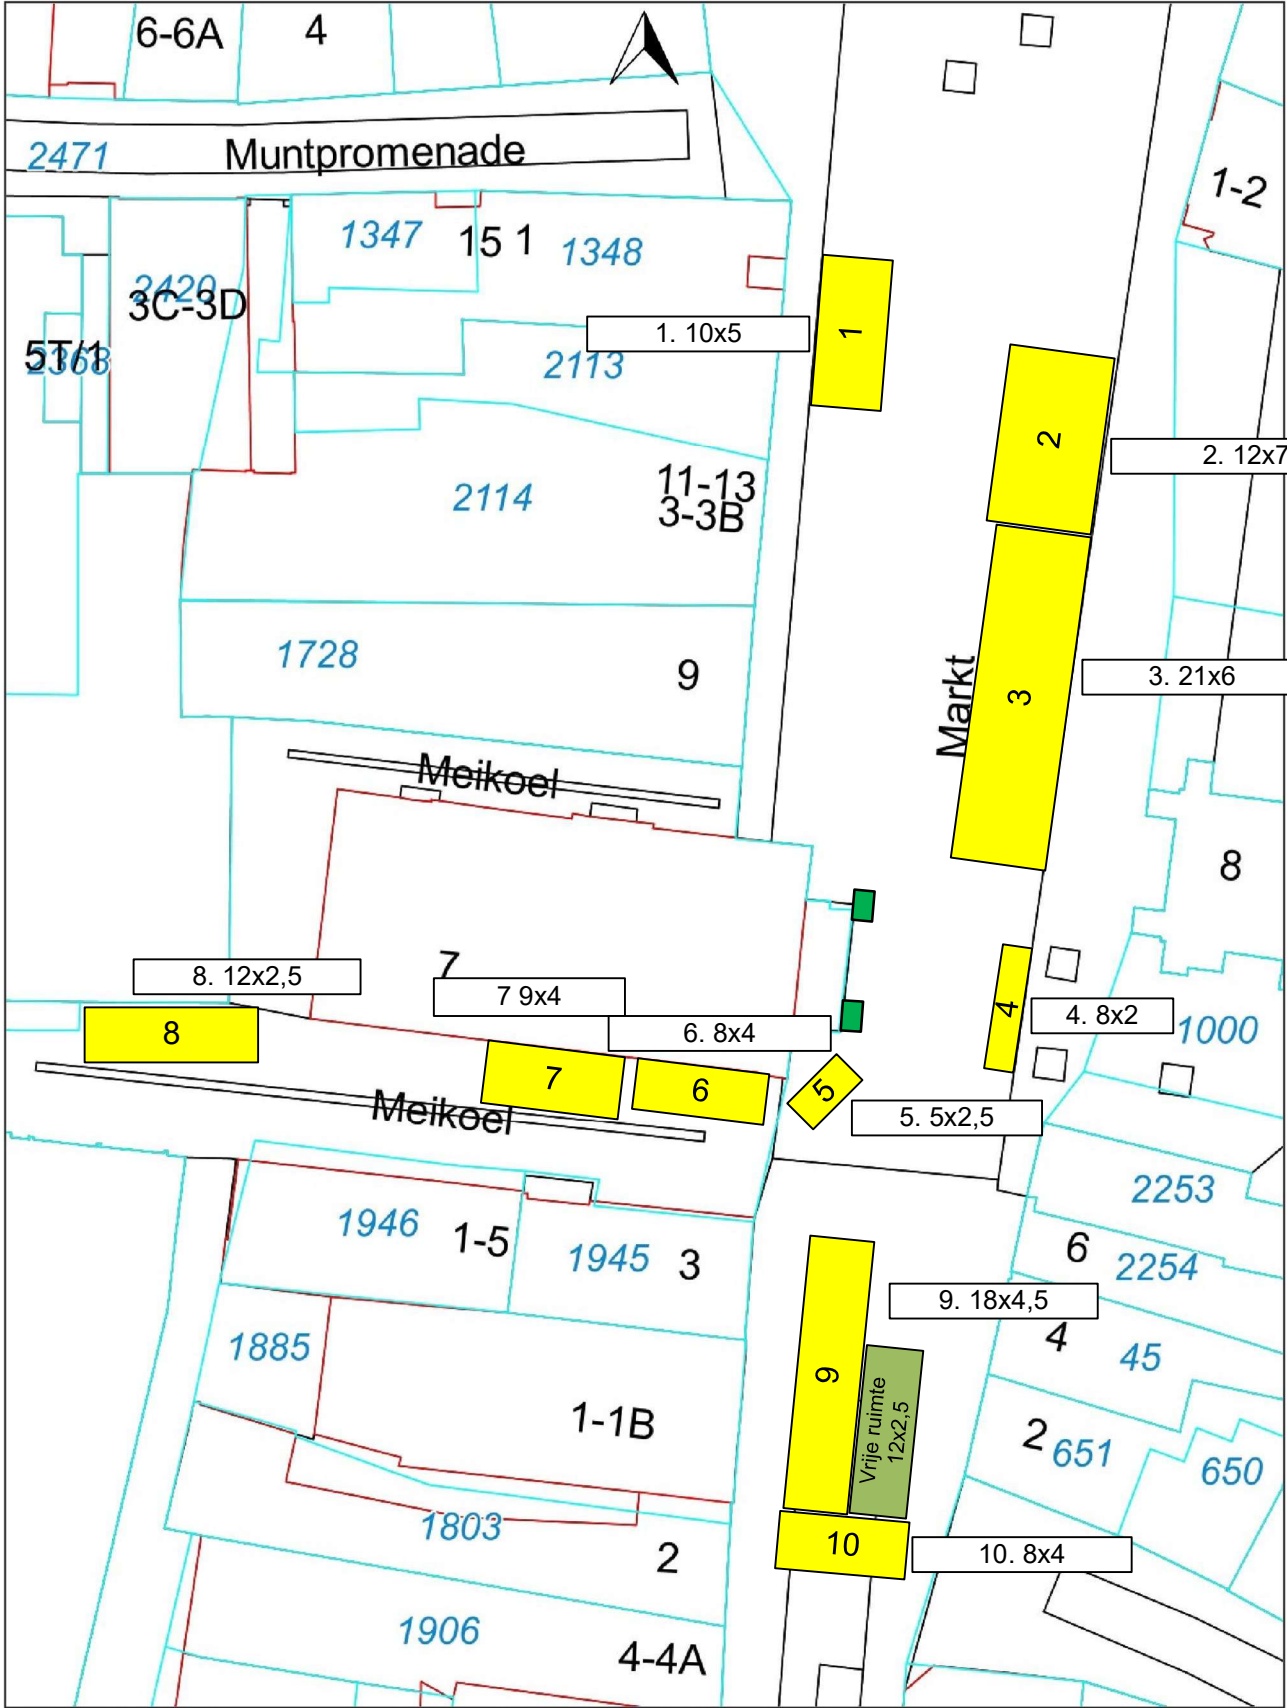 6-6A
4
2471
Muntpromenade
1-2
1347
15 1
1348
2420
3C-3D
5T/1
2368
1. 10x5
1
2113
2
2. 12x7
11-13
3-3B
2114
1728
9
3. 21x6
3
Markt
Meikoel
8
7
8. 12x2,5
7 9x4
6. 8x4
4
4. 8x2
1000
8
7
6
5
5. 5x2,5
Meikoel
2253
1946
1-5
1945
3
6
2254
9. 18x4,5
4
45
1885
9
Vrije ruimte
12x2,5
1-1B
2
651
650
1803
2
10
10. 8x4
1906
4-4A